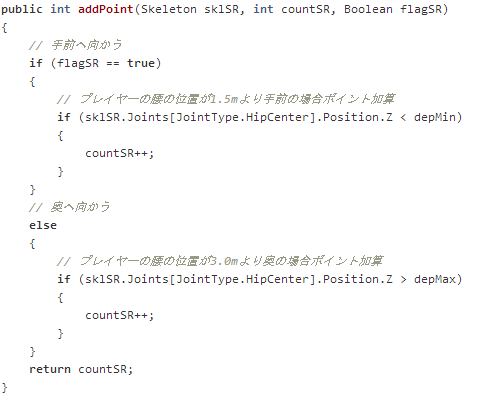 public int addPoint(Skeleton sklSR, int countSR, Boolean flagSR)
{
    // 手前へ向かう
    if (flagSR == true)
    {
        // プレイヤーの腰の位置が1.5mより手前の場合ポイント加算
        if (sklSR.Joints[JointType.HipCenter].Position.Z < depMin)
        {
            countSR++;
        }
    }
    // 奥へ向かう
    else
    {
        // プレイヤーの腰の位置が3.0mより奥の場合ポイント加算
        if (sklSR.Joints[JointType.HipCenter].Position.Z > depMax)
        {
            countSR++;
        }
    }
    return countSR;
}